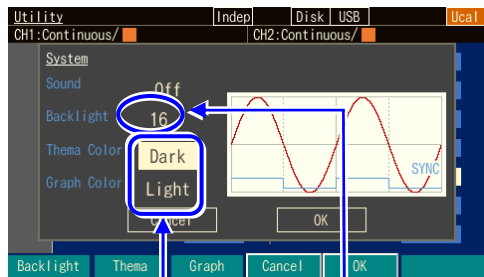 Utility Indep Disk USB Ucal
CH1:Continuous/ CH2:Continuous/
System
Sound Off
Backlight 16
Thema Color Dark
Graph Color Light
SYNC
Cancel OK
Backlight Thema Graph Cancel OK